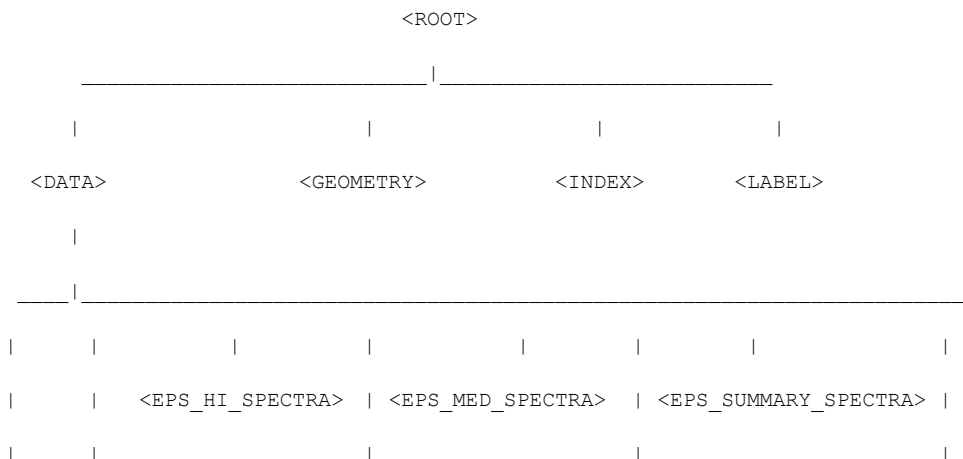 <ROOT>
<DATA> <GEOMETRY> <INDEX> <LABEL>
<EPS_HI_SPECTRA> <EPS_MED_SPECTRA> <EPS_SUMMARY_SPECTRA>